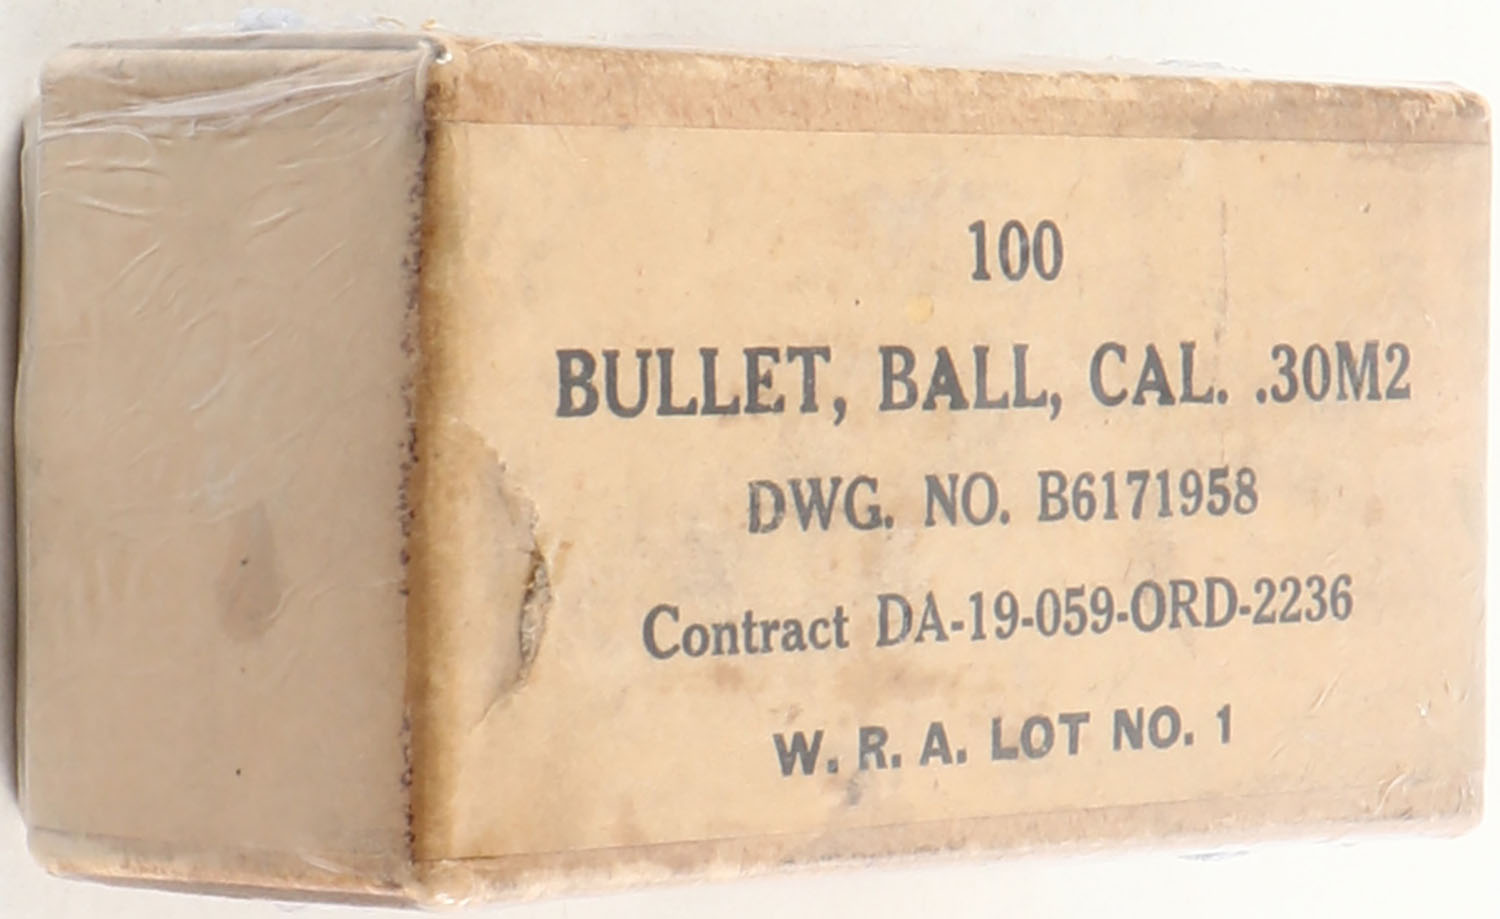 100
BULLET, BALL, CAL. .30M2
DWG. NO. B6171958
Contract DA-19-059-ORD-2236
W. R. A. LOT NO. 1